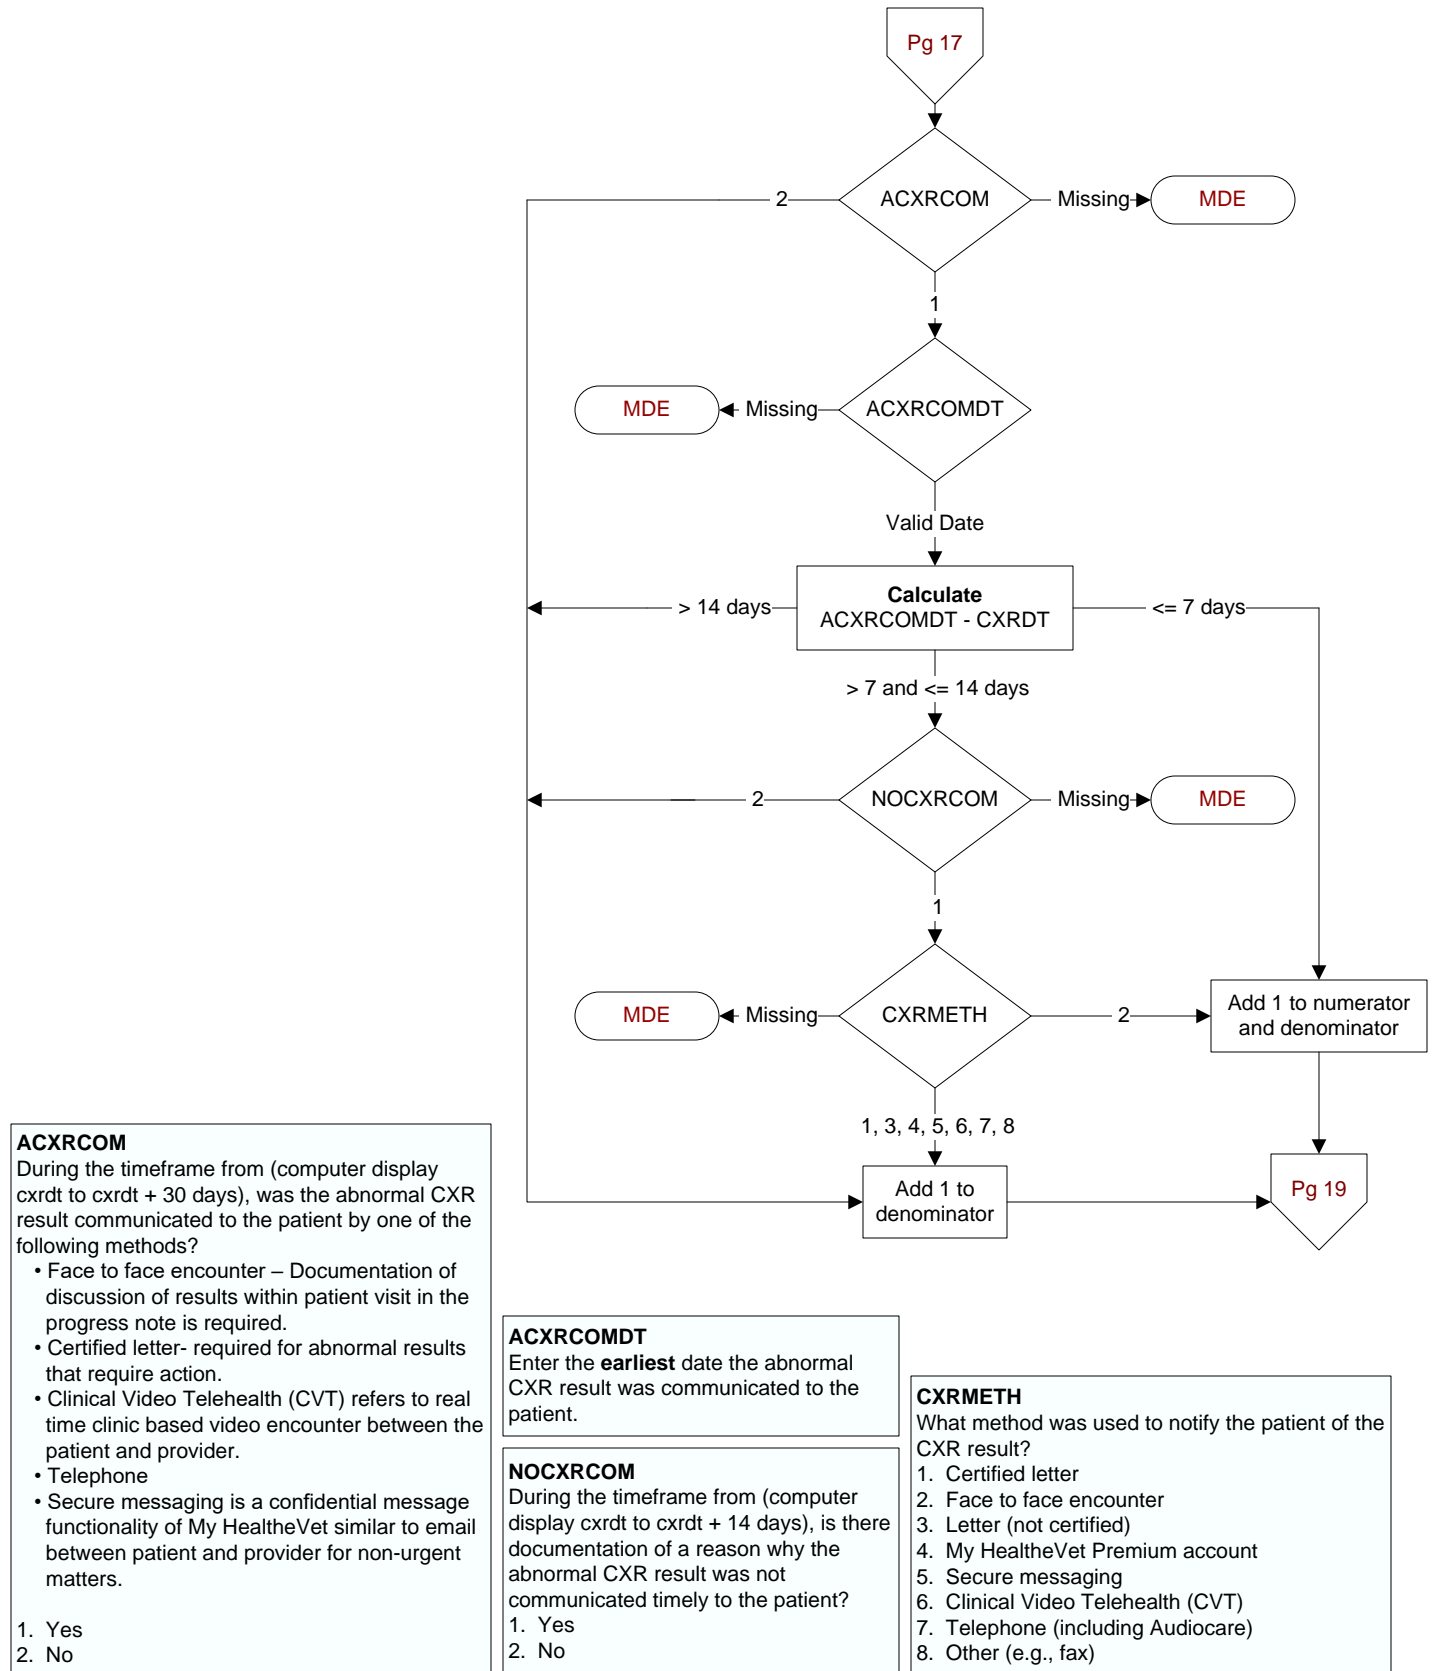 Pg 17
2
ACXRCOM
Missing
MDE
1
MDE
Missing
ACXRCOMDT
Valid Date
> 14 days
Calculate
ACXRCOMDT - CXRDT
<= 7 days
> 7 and <= 14 days
2
NOCXRCOM
Missing
MDE
1
MDE
Missing
CXRMETH
2
Add 1 to numerator
and denominator
1, 3, 4, 5, 6, 7, 8
Add 1 to
denominator
Pg 19
ACXRCOM
During the timeframe from (computer display
cxrdt to cxrdt + 30 days), was the abnormal CXR
result communicated to the patient by one of the
following methods?
• Face to face encounter – Documentation of
discussion of results within patient visit in the
progress note is required.
• Certified letter- required for abnormal results
that require action.
• Clinical Video Telehealth (CVT) refers to real
time clinic based video encounter between the
patient and provider.
• Telephone
• Secure messaging is a confidential message
functionality of My HealtheVet similar to email
between patient and provider for non-urgent
matters.
1. Yes
2. No
ACXRCOMDT
Enter the earliest date the abnormal
CXR result was communicated to the
patient.
NOCXRCOM
During the timeframe from (computer
display cxrdt to cxrdt + 14 days), is there
documentation of a reason why the
abnormal CXR result was not
communicated timely to the patient?
1. Yes
2. No
CXRMETH
What method was used to notify the patient of the
CXR result?
1. Certified letter
2. Face to face encounter
3. Letter (not certified)
4. My HealtheVet Premium account
5. Secure messaging
6. Clinical Video Telehealth (CVT)
7. Telephone (including Audiocare)
8. Other (e.g., fax)